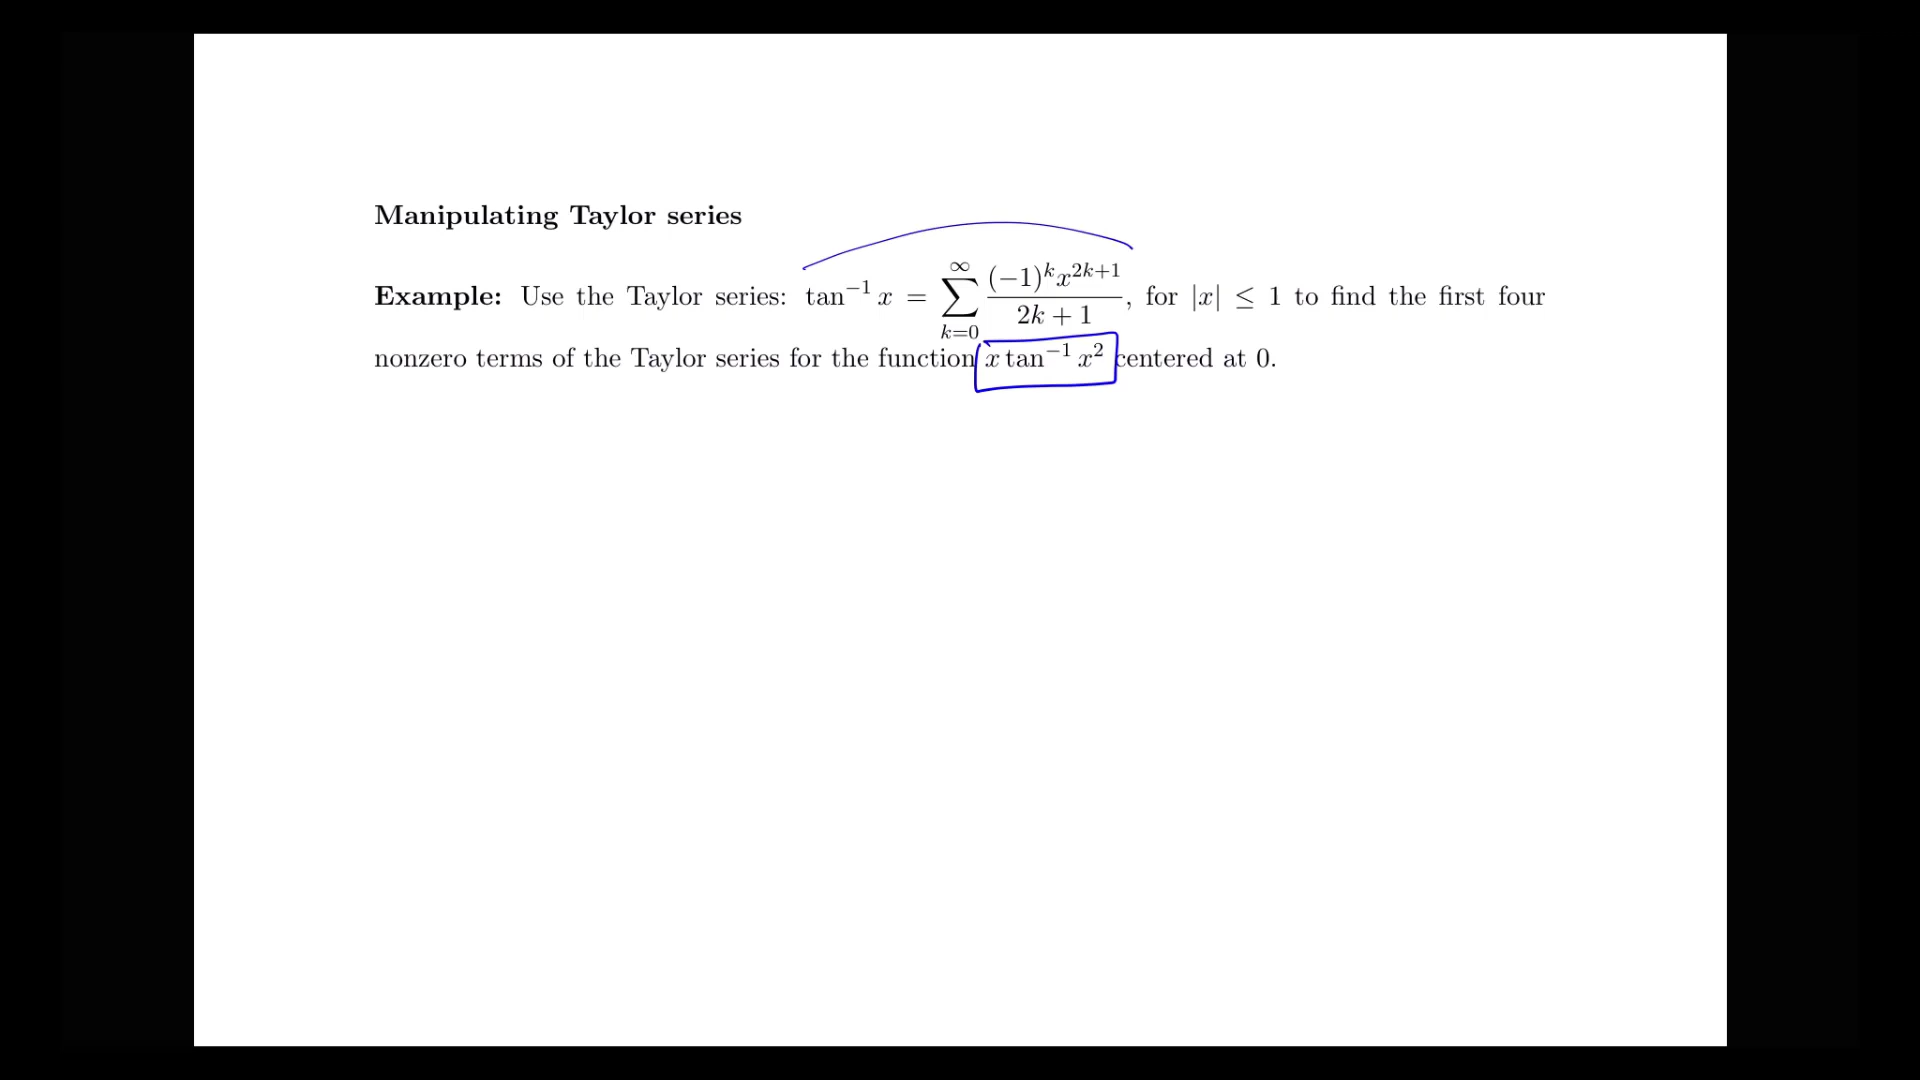 Manipulating Taylor series
Example: Use the Taylor series: tan⁻¹ x = ∑_{k=0}^{∞} \frac{(−1)^k x^{2k+1}}{2k + 1}, for |x| ≤ 1 to find the first four
nonzero terms of the Taylor series for the function x tan⁻¹ x² centered at 0.